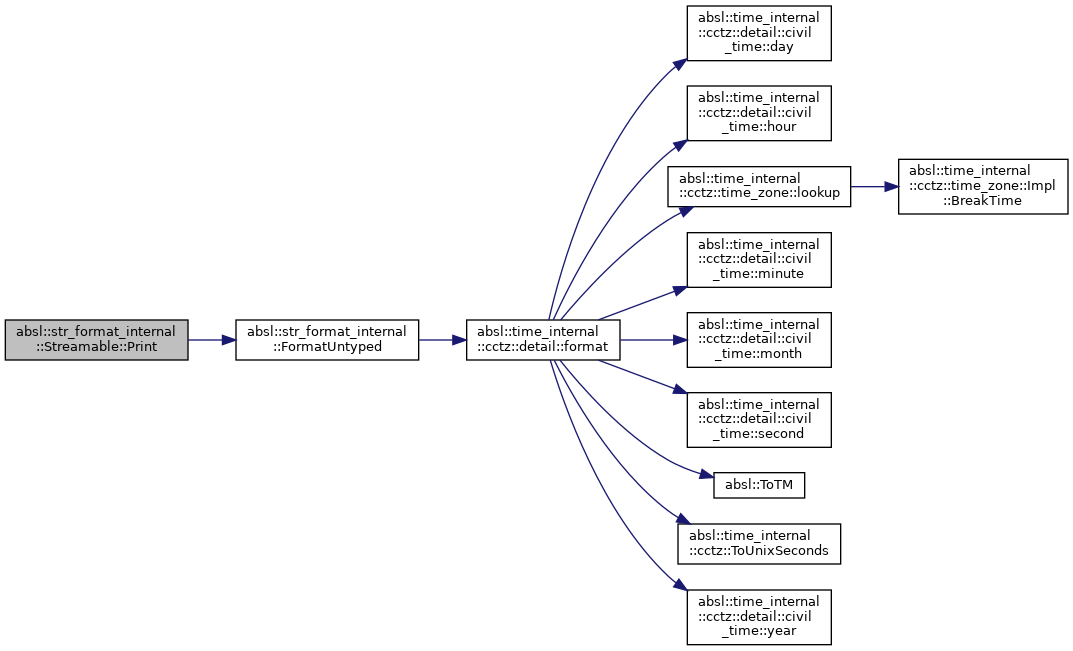 absl::time_internal
::cctz::detail::civil
_time::day
absl::time_internal
::cctz::detail::civil
_time::hour
absl::time_internal
::cctz::time_zone::lookup
absl::time_internal
::cctz::time_zone::Impl
::BreakTime
absl::time_internal
::cctz::detail::civil
_time::minute
absl::str_format_internal
::Streamable::Print
absl::str_format_internal
::FormatUntyped
absl::time_internal
::cctz::detail::format
absl::time_internal
::cctz::detail::civil
_time::month
absl::time_internal
::cctz::detail::civil
_time::second
absl::ToTM
absl::time_internal
::cctz::ToUnixSeconds
absl::time_internal
::cctz::detail::civil
_time::year